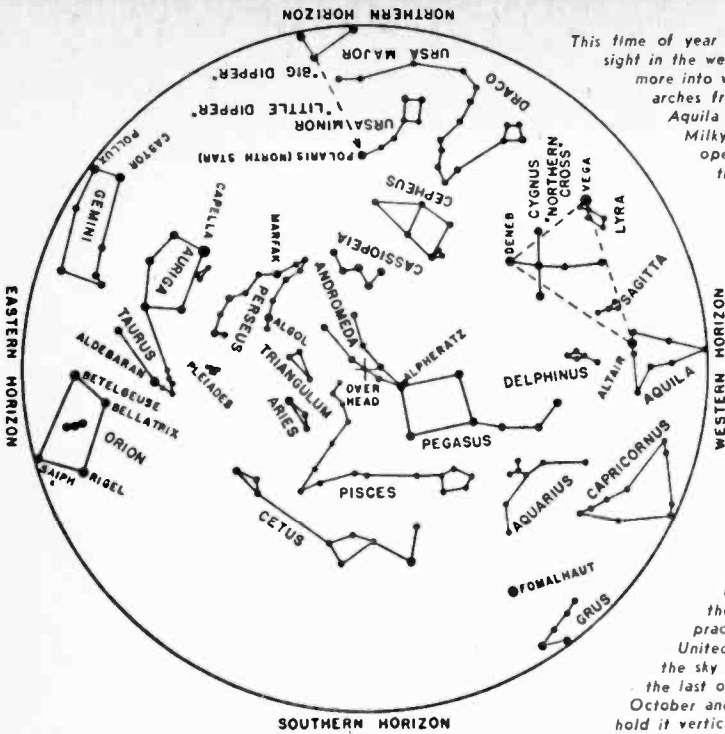 NORTHERN HORIZON
URSA MAJOR
"BIG DIPPER"
"LITTLE DIPPER"
URSA MINOR
POLARIS (NORTH STAR)
DRACO
POLLUX
CASTOR
GEMINI
CAPELLA
AURIGA
CEPHEUS
CASSIOPEIA
CYGNUS
"NORTHERN CROSS"
DENEB
VEGA
LYRA
SAGITTA
MARFAK
PERSEUS
ALGOL
ANDROMEDA
ALPHERATZ
TRIANGULUM
TAURUS
ALDEBARAN
PLEIADES
ARIES
OVER
HEAD
DELPHINUS
ALTAIR
AQUILA
EASTERN HORIZON
WESTERN HORIZON
BETELGEUSE
BELLATRIX
ORION
SAIPH
RIGEL
PEGASUS
PISCES
CETUS
AQUARIUS
CAPRICORNUS
FOMALHAUT
GRUS
SOUTHERN HORIZON
This time of year
sight in the we
more into
arches fr
Aquila
Milky
ope
th
the
prac
United
the sky
the last o
October and
hold it vertic